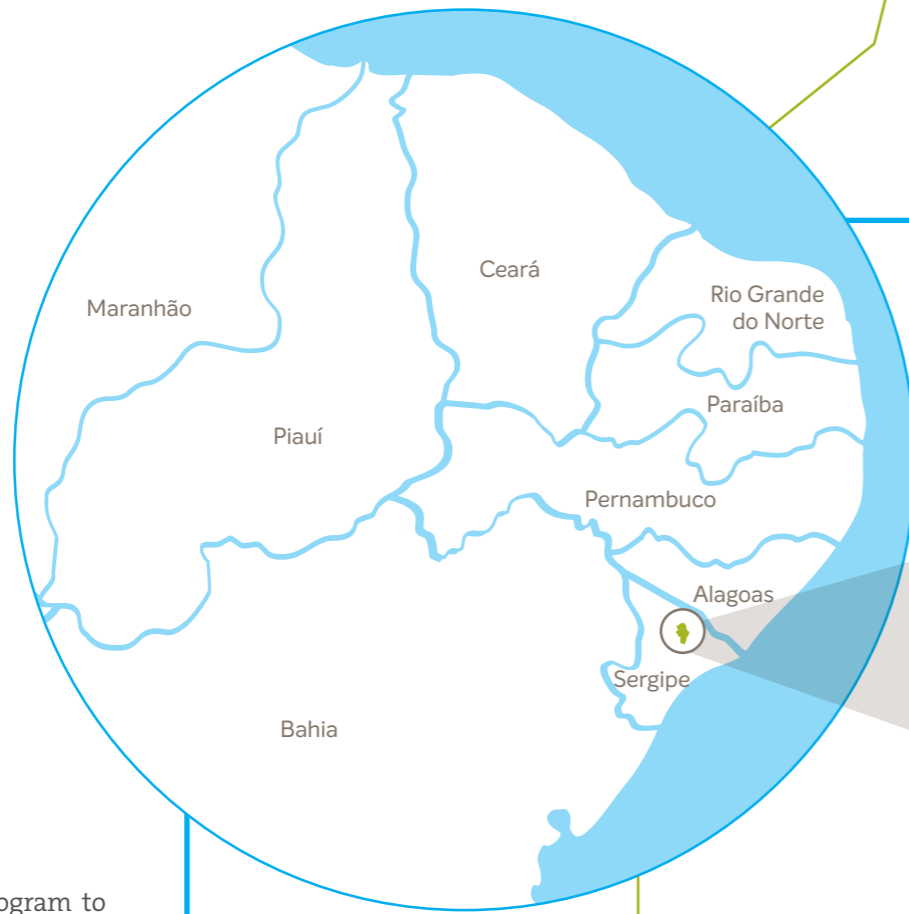 Ceará
Maranhão
Rio Grande
do Norte
Paraíba
Piauí
Pernambuco
Alagoas
Sergipe
Bahia
ogram to